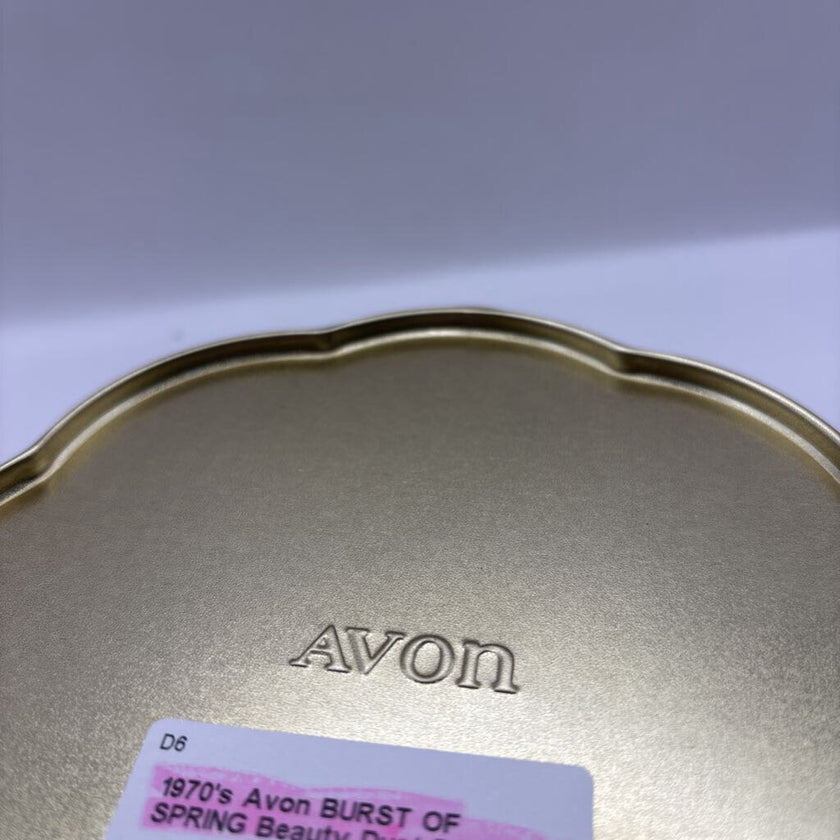 AVON
D6
1970's Avon BURST OF
SPRING Beauty